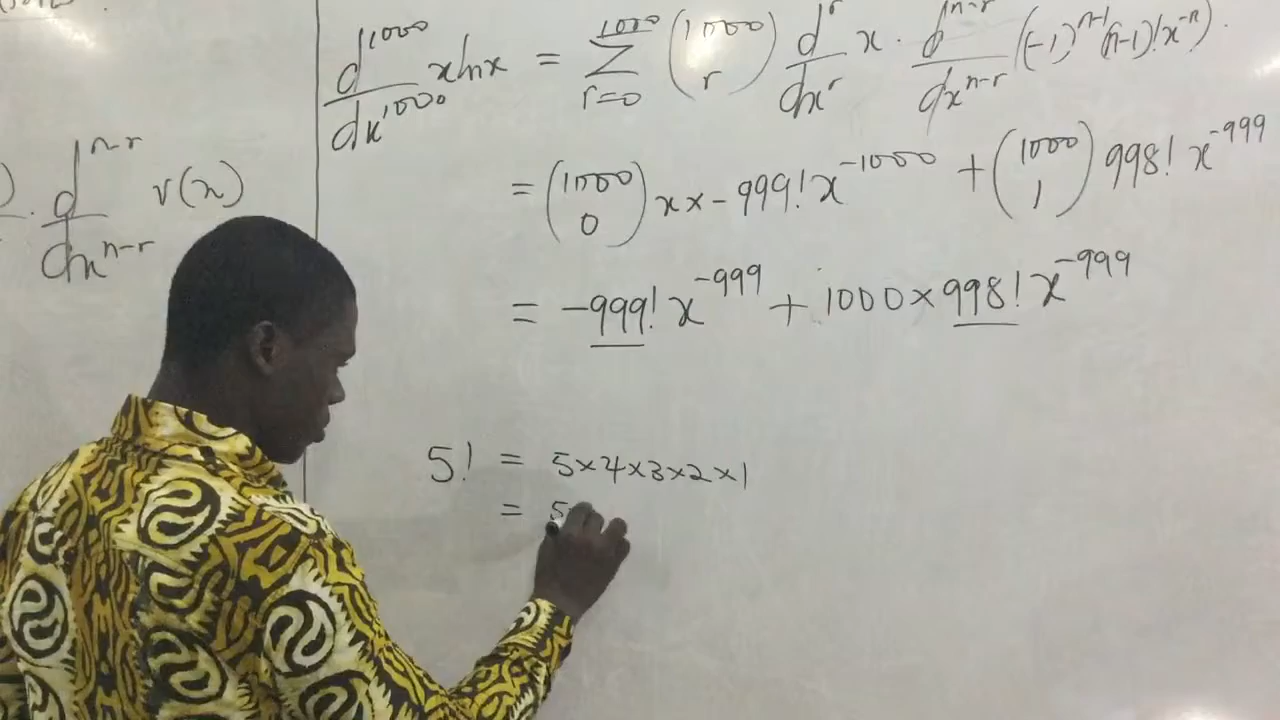 d^1000/dx^1000 xlnx = Σ_{r=0}^{1000} (1000 r) d^r/dx^r x · d^{n-r}/dx^{n-r} (-1)^{n-1}(n-1)!x^{-n}).
) . d^{n-r}/dx^{n-r} v(x)
= (1000 0) x × -999! x^{-1000} + (1000 1) 998! x^{-999}
= -999! x^{-999} + 1000 × 998! x^{-999}
5! = 5×4×3×2×1
= 5